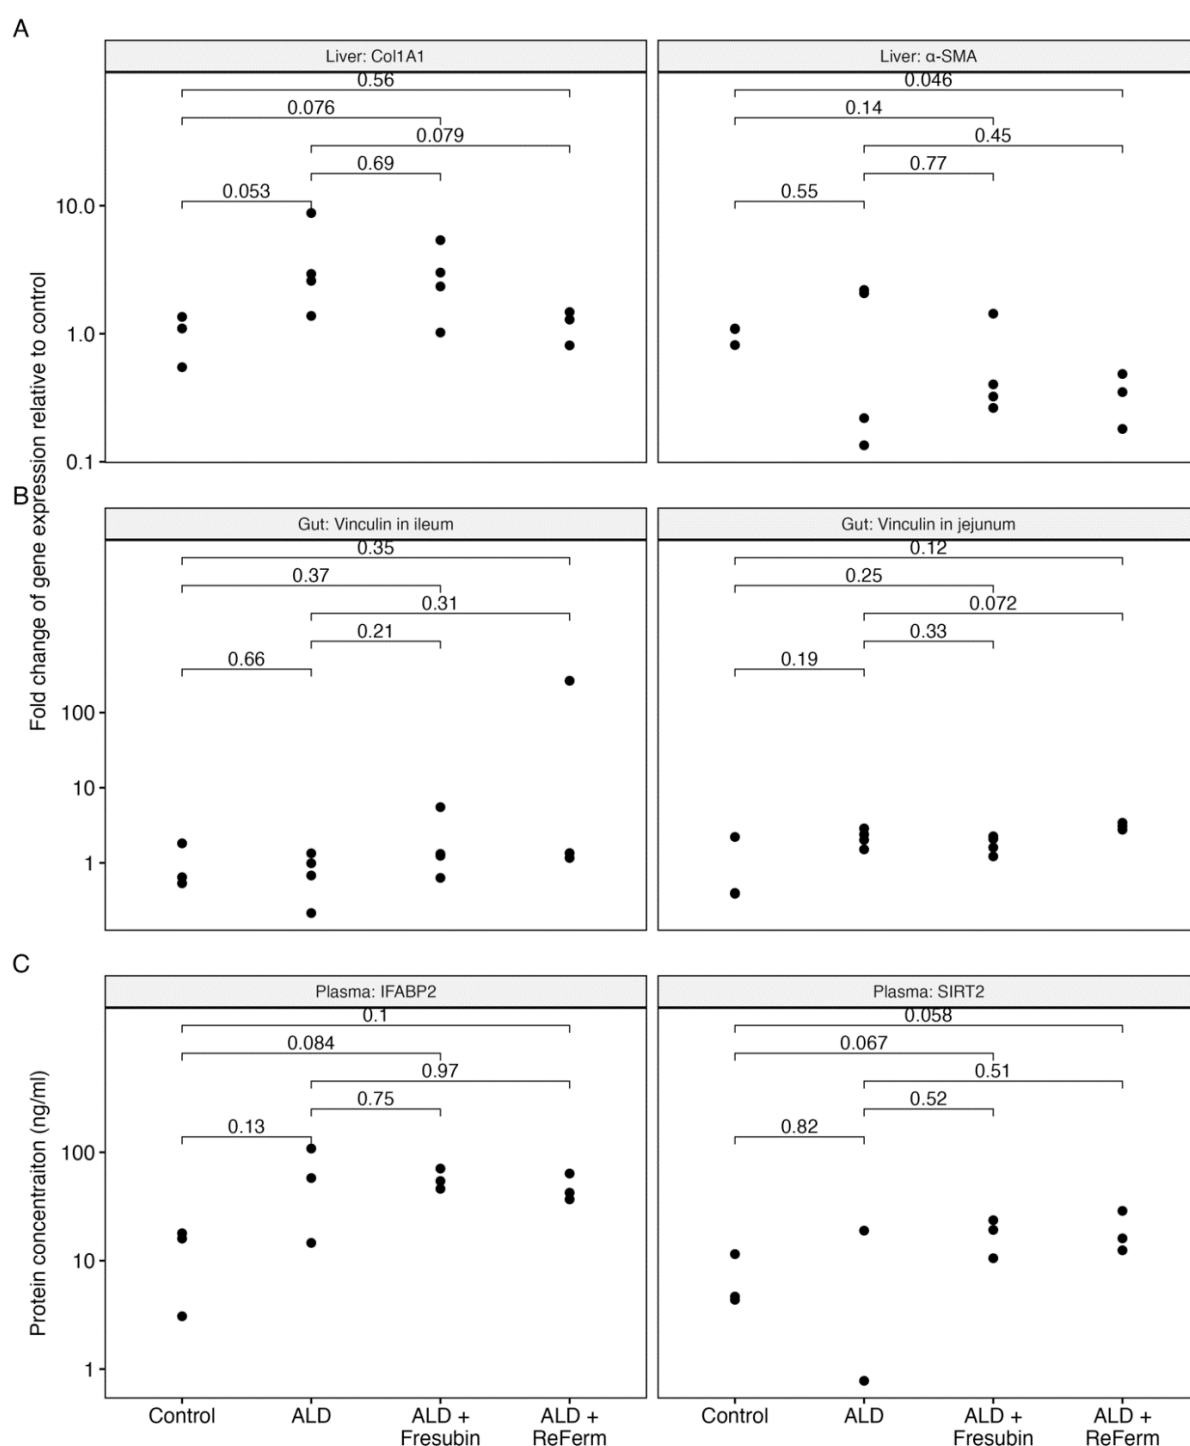 A
Liver: Col1A1
Liver: α-SMA
0.56
0.076
0.079
0.69
0.053
0.046
0.14
0.45
0.77
0.55
10.0
1.0
0.1
Fold change of gene expression relative to control
B
Gut: Vinculin in ileum
Gut: Vinculin in jejunum
0.35
0.37
0.31
0.21
0.66
0.12
0.25
0.072
0.33
0.19
100
10
1
C
Plasma: IFABP2
Plasma: SIRT2
0.1
0.084
0.97
0.75
0.13
0.058
0.067
0.51
0.52
0.82
100
10
1
Protein concentraiton (ng/ml)
Control
ALD
ALD +
Fresubin
ALD +
ReFerm
Control
ALD
ALD +
Fresubin
ALD +
ReFerm